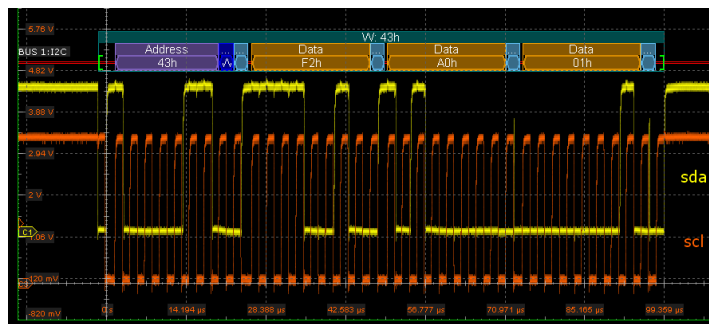 5.76 V
W: 43h
BUS 1:I2C
Address
...
...
Data
...
Data
...
Data
...
43h
W
F2h
A0h
01h
4.82 V
3.88 V
2.94 V
sda
2 V
C1
1.06 V
scl
120 mV
-820 mV
0 s
14.194 µs
28.388 µs
42.583 µs
56.777 µs
70.971 µs
85.165 µs
99.359 µs